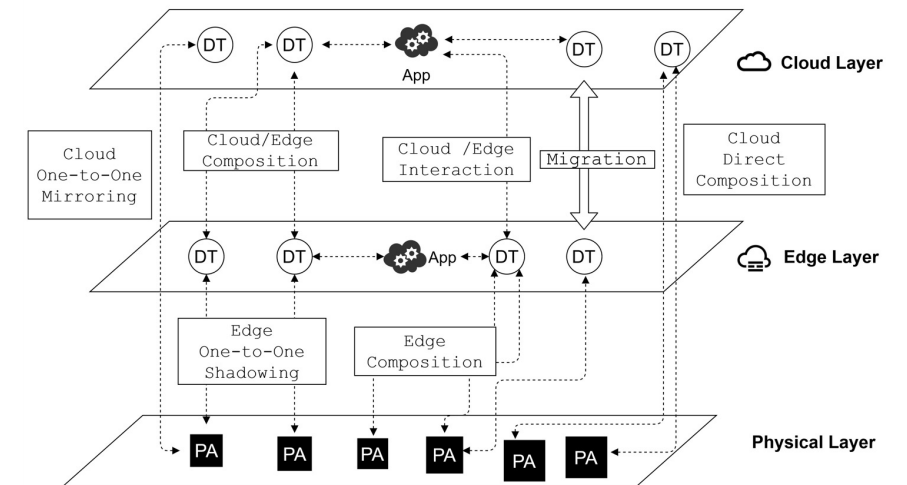 DT
DT
App
DT
DT
Cloud Layer
Cloud
One-to-One
Mirroring
Cloud/Edge
Composition
Cloud /Edge
Interaction
Migration
Cloud
Direct
Composition
DT
DT
App
DT
DT
Edge Layer
Edge
One-to-One
Shadowing
Edge
Composition
PA
PA
PA
PA
PA
PA
Physical Layer